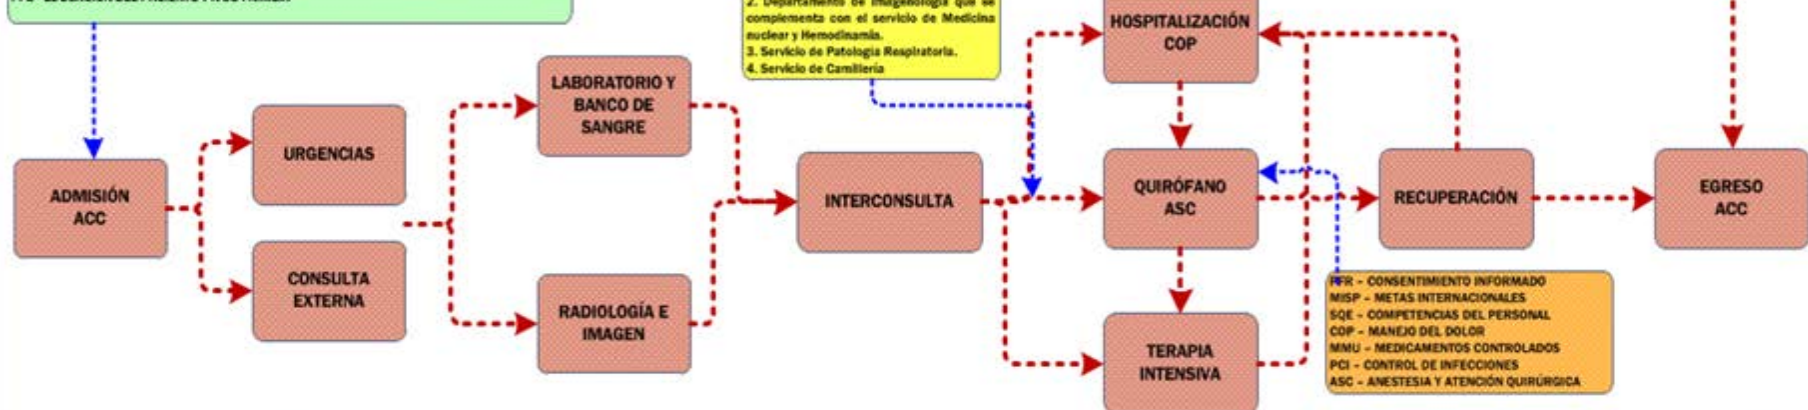 2. Departamento de Imagenología que se
complementa con el servicio de Medicina
nuclear y Hemodinamia.
3. Servicio de Patología Respiratoria.
4. Servicio de Camillería
HOSPITALIZACIÓN
COP
LABORATORIO Y
BANCO DE
SANGRE
URGENCIAS
ADMISIÓN
ACC
INTERCONSULTA
QUIRÓFANO
ASC
RECUPERACIÓN
EGRESO
ACC
CONSULTA
EXTERNA
RADIOLOGÍA E
IMAGEN
TERAPIA
INTENSIVA
PFR – CONSENTIMIENTO INFORMADO
MISP – METAS INTERNACIONALES
SQE – COMPETENCIAS DEL PERSONAL
COP – MANEJO DEL DOLOR
MMU – MEDICAMENTOS CONTROLADOS
PCI – CONTROL DE INFECCIONES
ASC – ANESTESIA Y ATENCIÓN QUIRÚRGICA